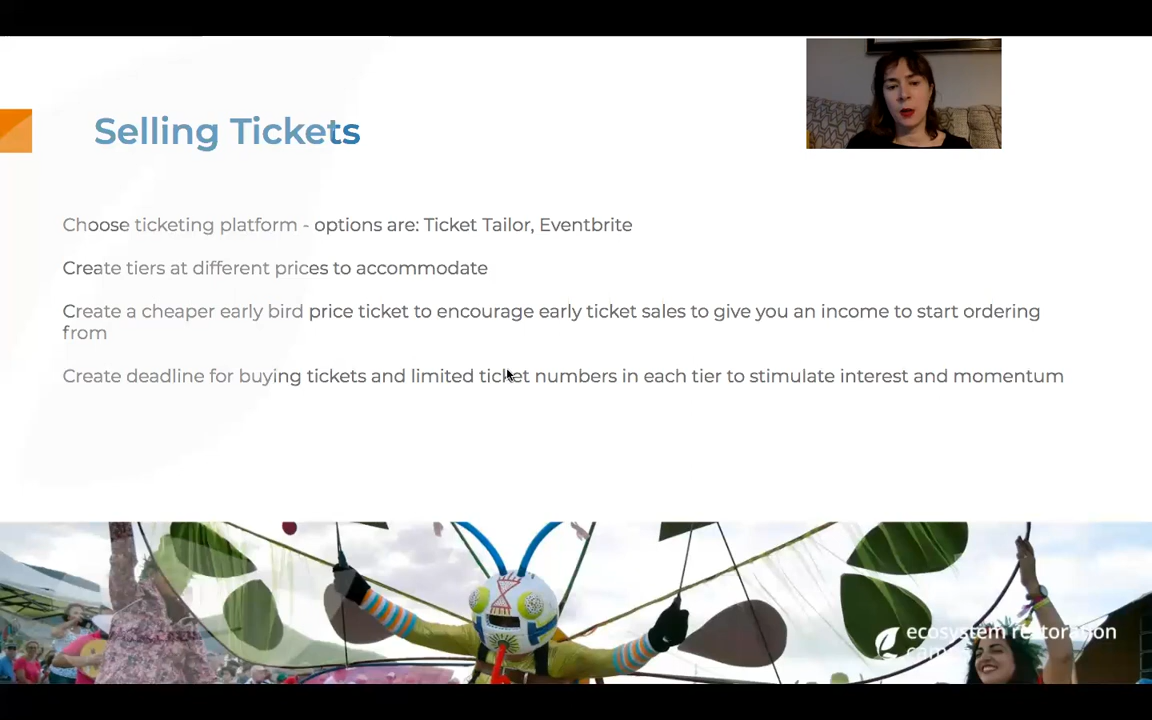 Selling Tickets
Choose ticketing platform - options are: Ticket Tailor, Eventbrite
Create tiers at different prices to accommodate
Create a cheaper early bird price ticket to encourage early ticket sales to give you an income to start ordering
from
Create deadline for buying tickets and limited ticket numbers in each tier to stimulate interest and momentum
ecosystem restoration